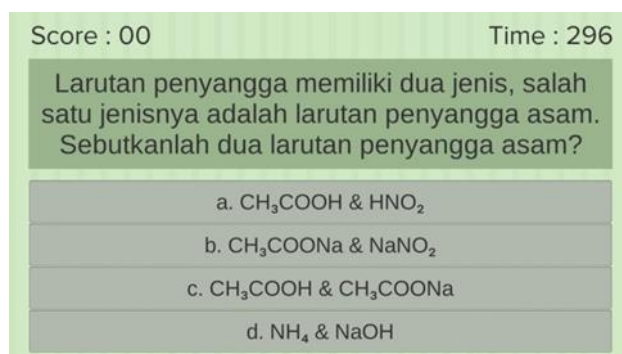 Score : 00
Time : 296
Larutan penyangga memiliki dua jenis, salah
satu jenisnya adalah larutan penyangga asam.
Sebutkanlah dua larutan penyangga asam?
a. CH₃COOH & HNO₂
b. CH₃COONa & NaNO₂
c. CH₃COOH & CH₃COONa
d. NH₄ & NaOH